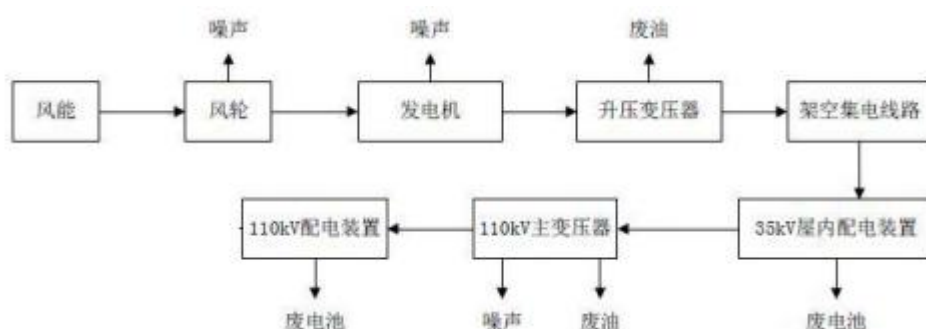 噪声 噪声 废油
风能 风轮 发电机 升压变压器 架空集电线路
110kV配电装置 110kV主变压器 35kV屋内配电装置
废电池 噪声 废油 废电池